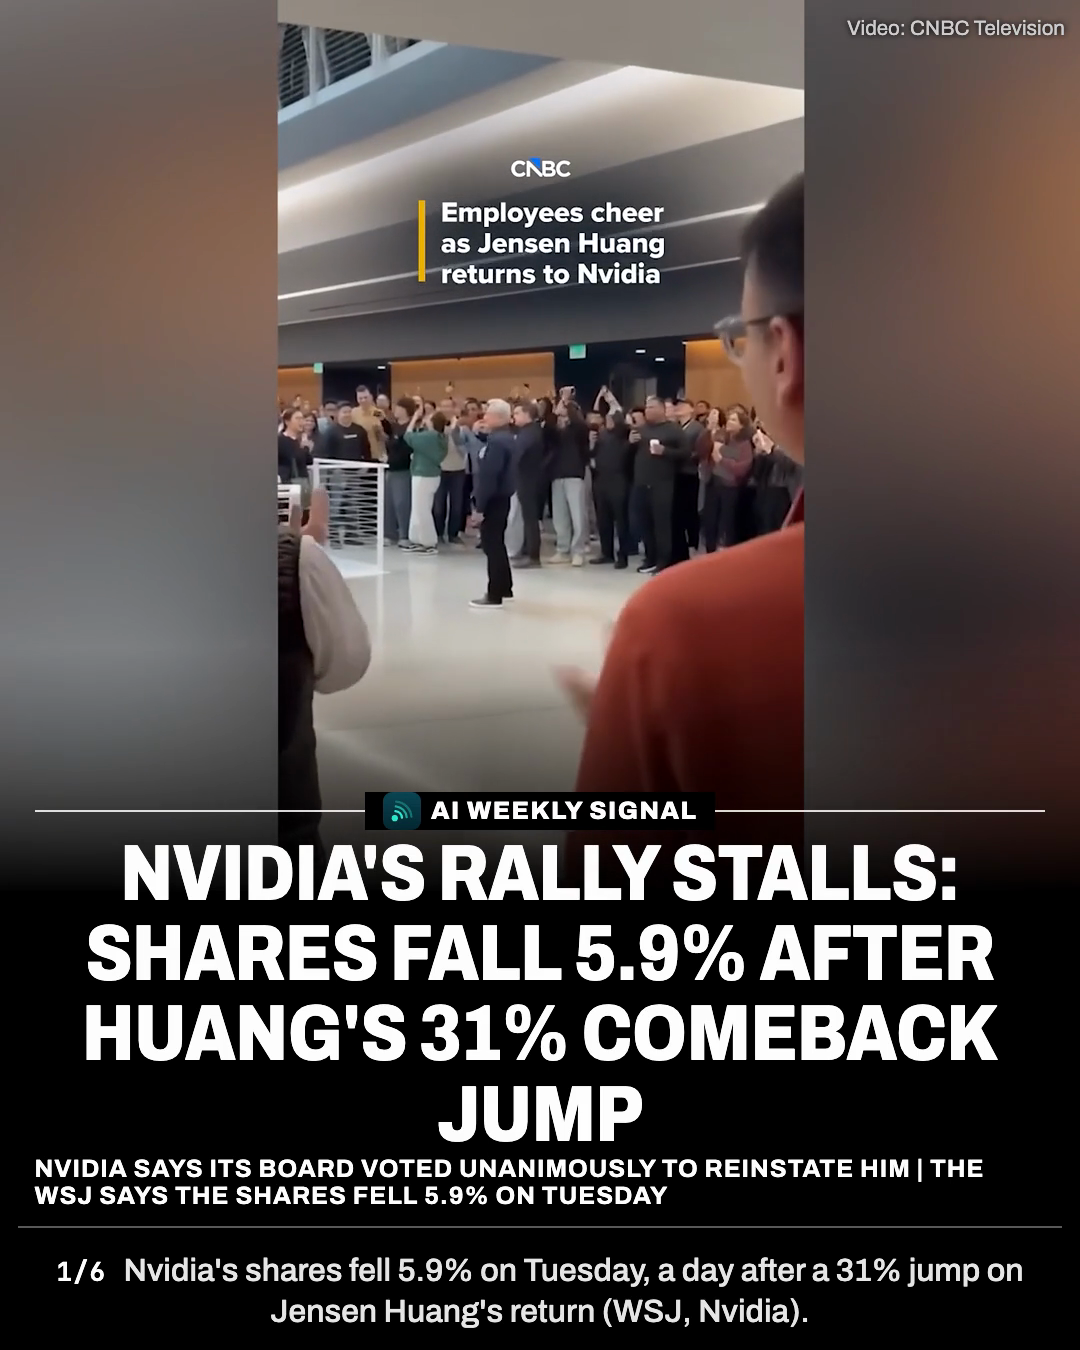 Video: CNBC Television
CNBC
Employees cheer
as Jensen Huang
returns to Nvidia
AI WEEKLY SIGNAL
NVIDIA'S RALLY STALLS:
SHARES FALL 5.9% AFTER
HUANG'S 31% COMEBACK
JUMP
NVIDIA SAYS ITS BOARD VOTED UNANIMOUSLY TO REINSTATE HIM | THE
WSJ SAYS THE SHARES FELL 5.9% ON TUESDAY
1/6 Nvidia's shares fell 5.9% on Tuesday, a day after a 31% jump on
Jensen Huang's return (WSJ, Nvidia).